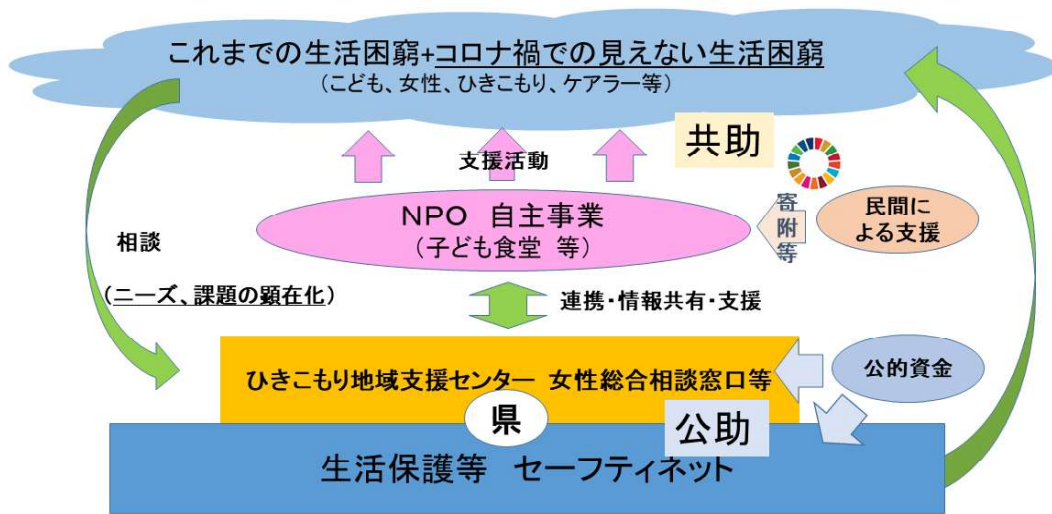 これまでの生活困窮+コロナ禍での見えない生活困窮
(こども、女性、ひきこもり、ケアラー等)
共助
支援活動
NPO 自主事業
(子ども食堂 等)
寄附等
民間に
よる支援
相談
(ニーズ、課題の顕在化)
連携・情報共有・支援
ひきこもり地域支援センター 女性総合相談窓口等
公的資金
県
公助
生活保護等 セーフティネット